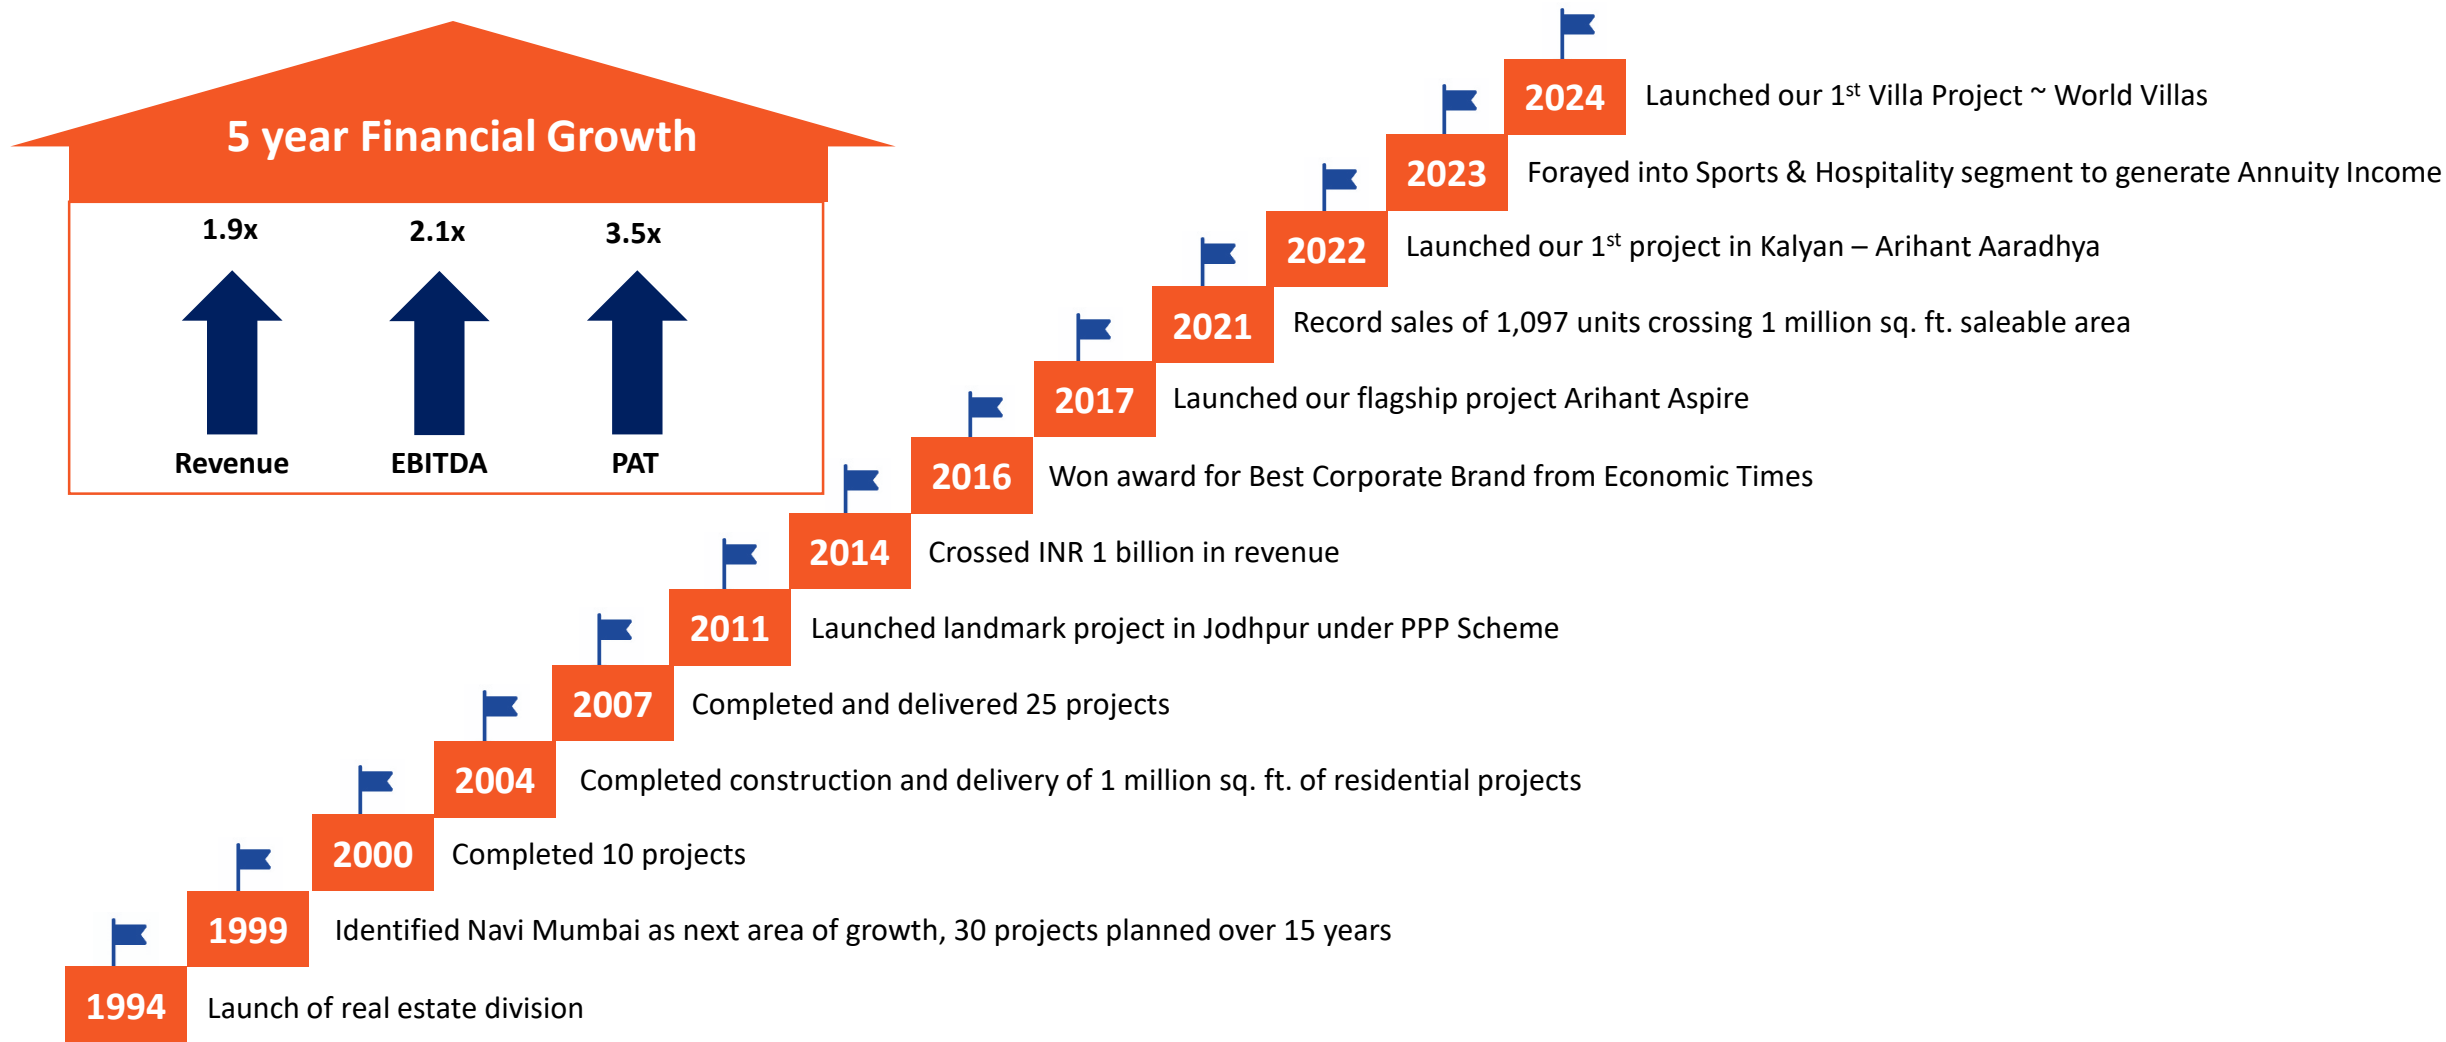 5 year Financial Growth
1.9x 2.1x 3.5x
Revenue EBITDA PAT
2024 Launched our 1st Villa Project ~ World Villas
2023 Forayed into Sports & Hospitality segment to generate Annuity Income
2022 Launched our 1st project in Kalyan – Arihant Aaradhya
2021 Record sales of 1,097 units crossing 1 million sq. ft. saleable area
2017 Launched our flagship project Arihant Aspire
2016 Won award for Best Corporate Brand from Economic Times
2014 Crossed INR 1 billion in revenue
2011 Launched landmark project in Jodhpur under PPP Scheme
2007 Completed and delivered 25 projects
2004 Completed construction and delivery of 1 million sq. ft. of residential projects
2000 Completed 10 projects
1999 Identified Navi Mumbai as next area of growth, 30 projects planned over 15 years
1994 Launch of real estate division